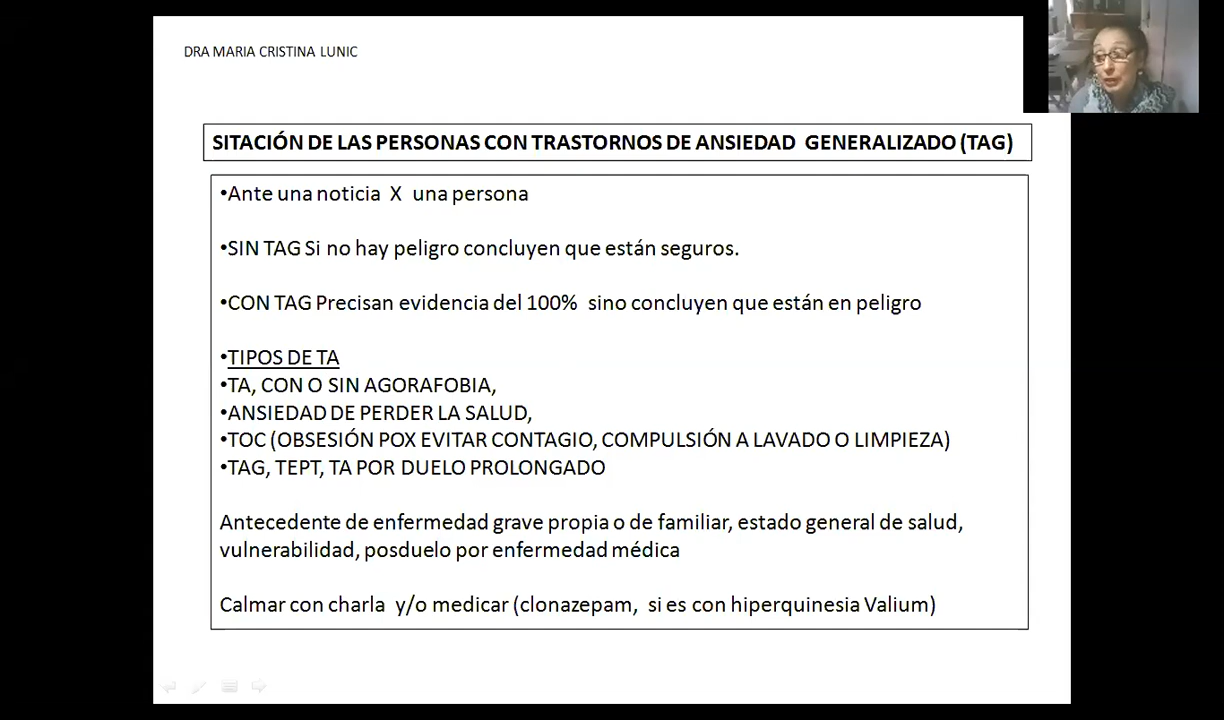 DRA MARIA CRISTINA LUNIC
SITACIÓN DE LAS PERSONAS CON TRASTORNOS DE ANSIEDAD GENERALIZADO (TAG)
•Ante una noticia X una persona
•SIN TAG Si no hay peligro concluyen que están seguros.
•CON TAG Precisan evidencia del 100% sino concluyen que están en peligro
•TIPOS DE TA
•TA, CON O SIN AGORAFOBIA,
•ANSIEDAD DE PERDER LA SALUD,
•TOC (OBSESIÓN POX EVITAR CONTAGIO, COMPULSIÓN A LAVADO O LIMPIEZA)
•TAG, TEPT, TA POR DUELO PROLONGADO
Antecedente de enfermedad grave propia o de familiar, estado general de salud,
vulnerabilidad, posduelo por enfermedad médica
Calmar con charla y/o medicar (clonazepam, si es con hiperquinesia Valium)